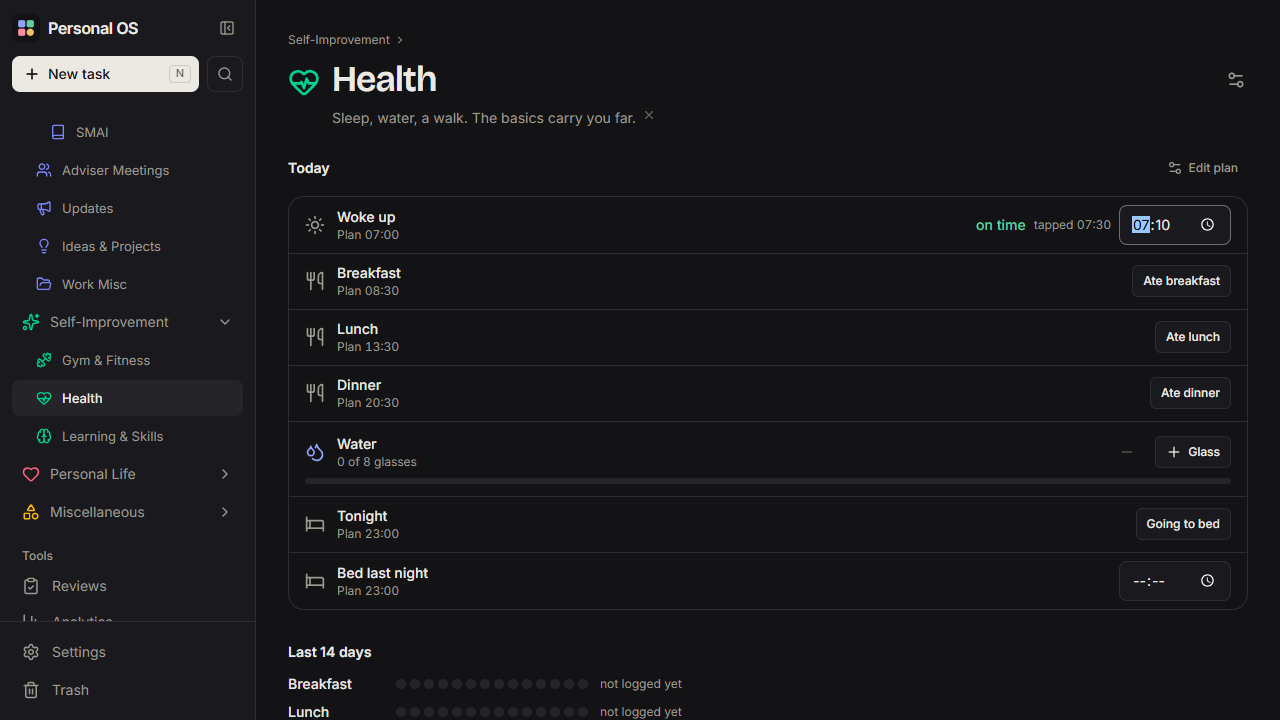 Personal OS
New task
N
SMAI
Adviser Meetings
Updates
Ideas & Projects
Work Misc
Self-Improvement
Gym & Fitness
Health
Learning & Skills
Personal Life
Miscellaneous
Tools
Reviews
Analytics
Settings
Trash
Self-Improvement
Health
Sleep, water, a walk. The basics carry you far.
Today
Edit plan
Woke up
Plan 07:00
on time tapped 07:30 07:10
Breakfast
Plan 08:30
Ate breakfast
Lunch
Plan 13:30
Ate lunch
Dinner
Plan 20:30
Ate dinner
Water
0 of 8 glasses
Glass
Tonight
Plan 23:00
Going to bed
Bed last night
Plan 23:00
--:--
Last 14 days
Breakfast not logged yet
Lunch not logged yet